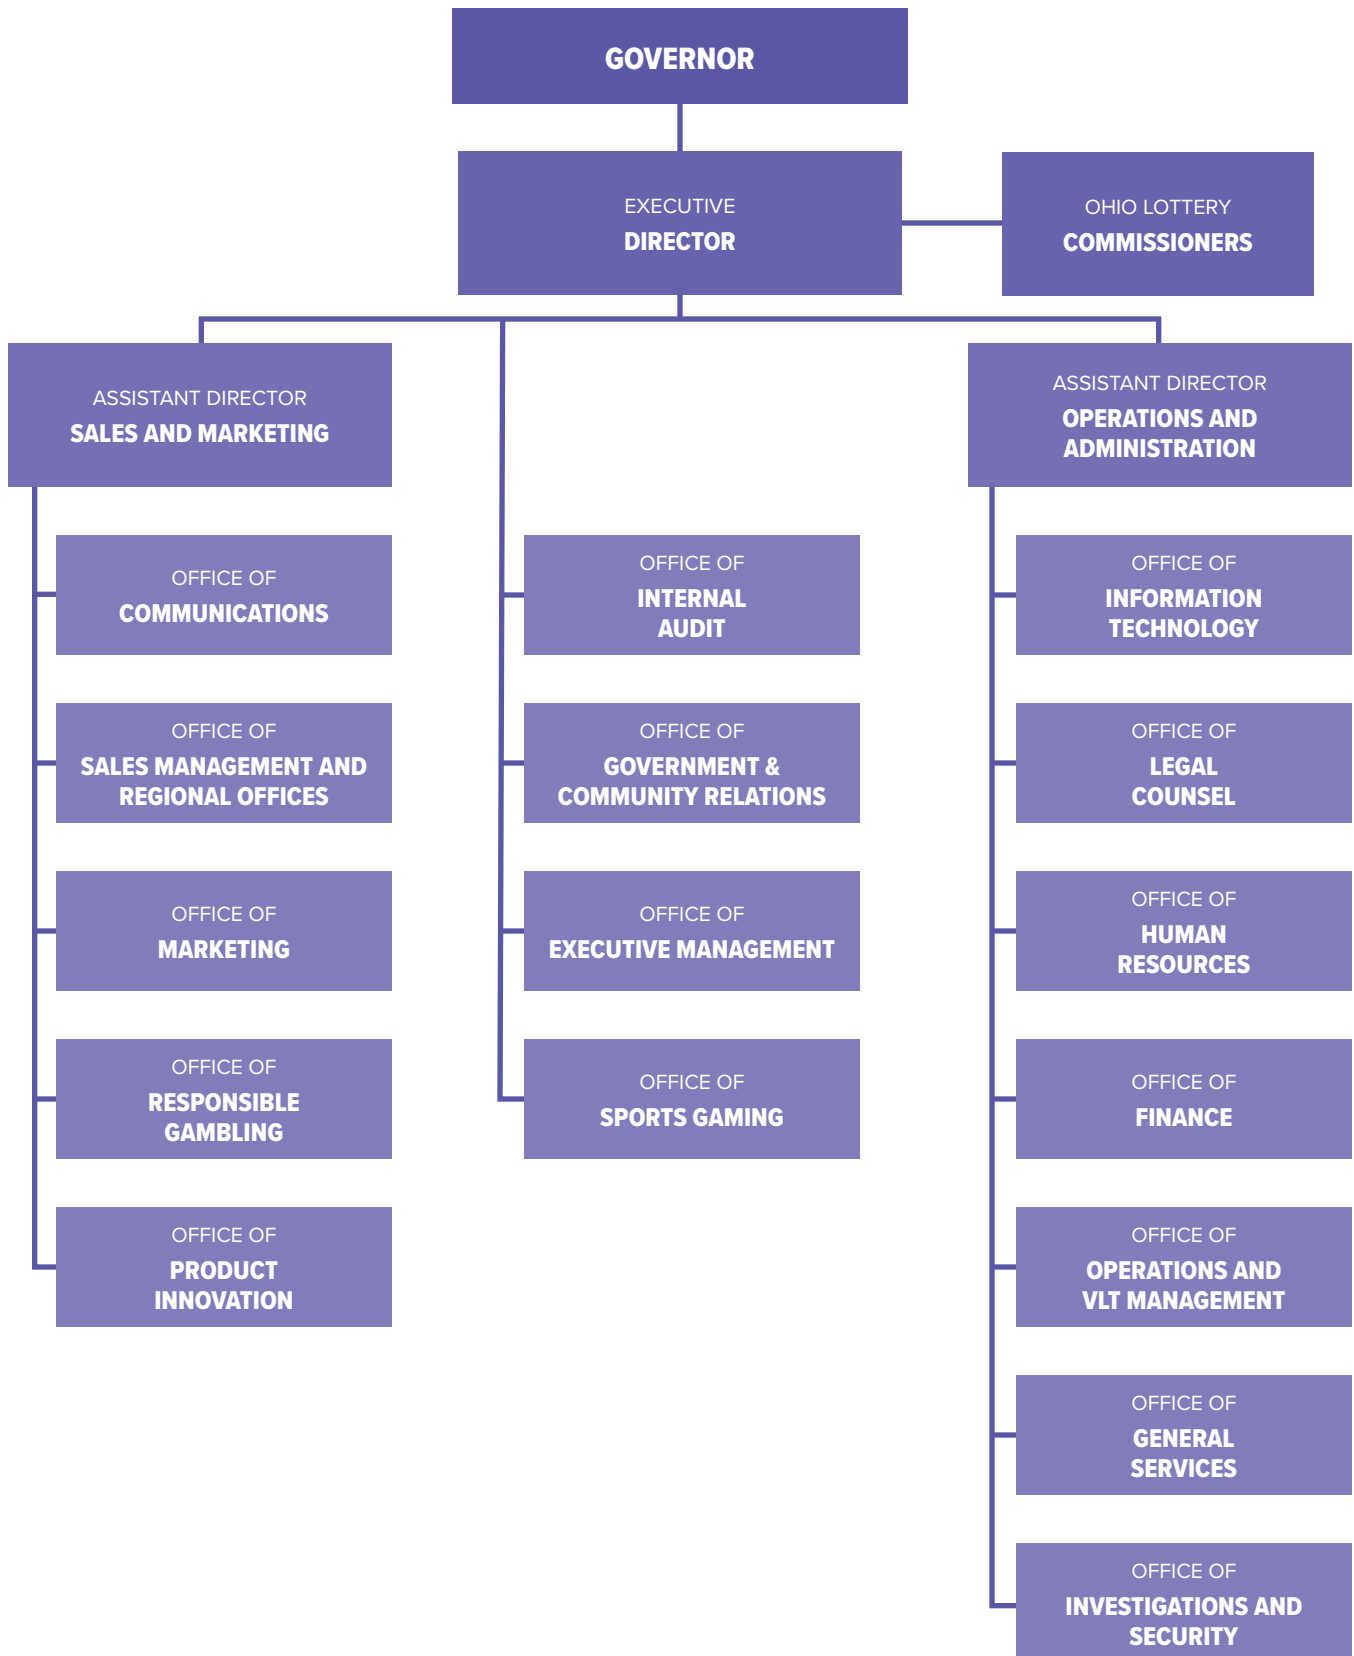 GOVERNOR
EXECUTIVE
DIRECTOR
OHIO LOTTERY
COMMISSIONERS
ASSISTANT DIRECTOR
SALES AND MARKETING
ASSISTANT DIRECTOR
OPERATIONS AND
ADMINISTRATION
OFFICE OF
COMMUNICATIONS
OFFICE OF
SALES MANAGEMENT AND
REGIONAL OFFICES
OFFICE OF
MARKETING
OFFICE OF
RESPONSIBLE
GAMBLING
OFFICE OF
PRODUCT
INNOVATION
OFFICE OF
INTERNAL
AUDIT
OFFICE OF
GOVERNMENT &
COMMUNITY RELATIONS
OFFICE OF
EXECUTIVE MANAGEMENT
OFFICE OF
SPORTS GAMING
OFFICE OF
INFORMATION
TECHNOLOGY
OFFICE OF
LEGAL
COUNSEL
OFFICE OF
HUMAN
RESOURCES
OFFICE OF
FINANCE
OFFICE OF
OPERATIONS AND
VLT MANAGEMENT
OFFICE OF
GENERAL
SERVICES
OFFICE OF
INVESTIGATIONS AND
SECURITY